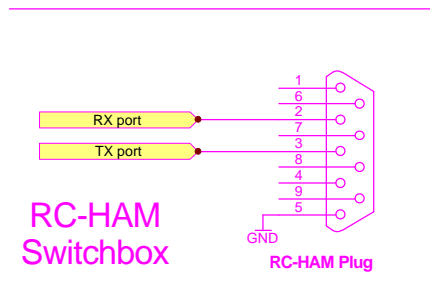 1
6
RX port
2
7
TX port
3
8
4
9
5
RC-HAM
Switchbox
GND
RC-HAM Plug